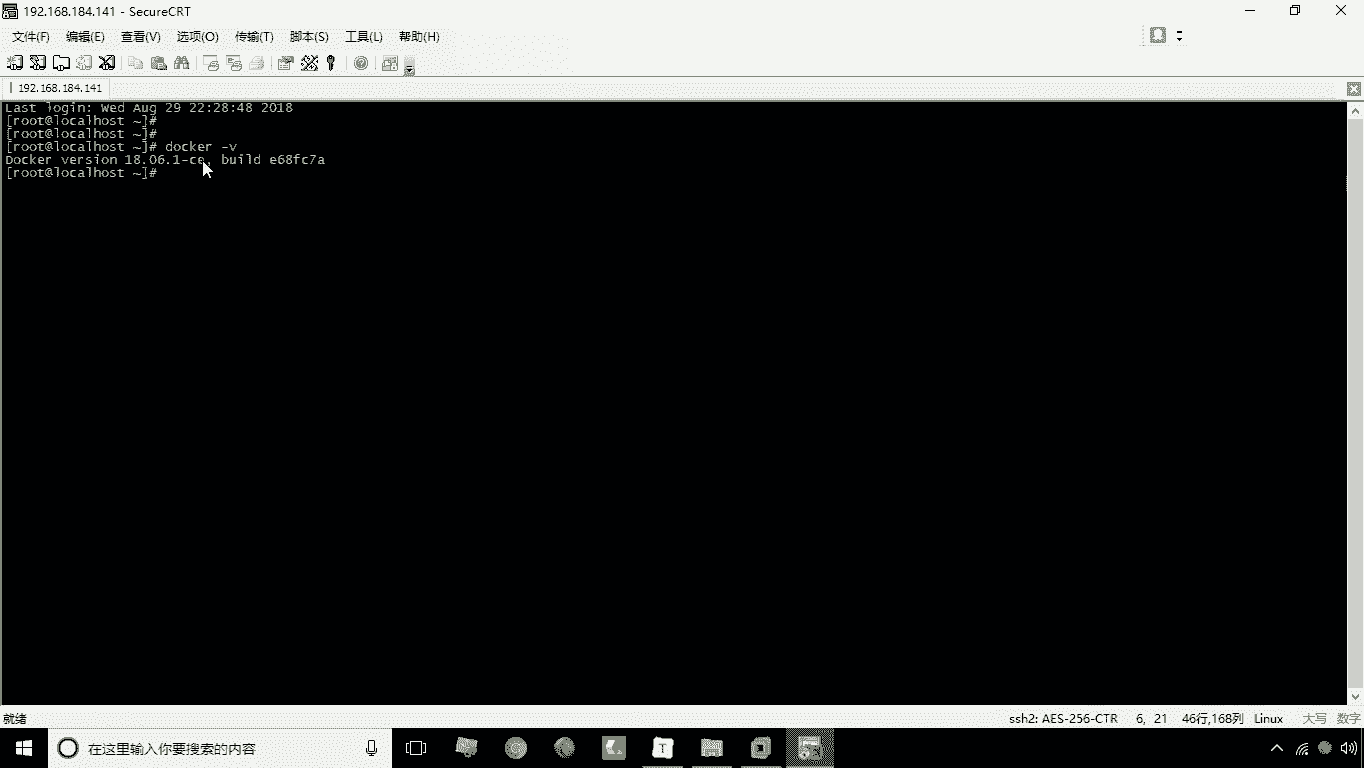 192.168.184.141 - SecureCRT
文件(F) 编辑(E) 查看(V) 选项(O) 传输(T) 脚本(S) 工具(L) 帮助(H)
192.168.184.141
Last login: Wed Aug 29 22:28:48 2018
[root@localhost ~]#
[root@localhost ~]#
[root@localhost ~]# docker -v
Docker version 18.06.1-ce, build e68fc7a
[root@localhost ~]#
就绪 ssh2: AES-256-CTR 6, 21 46行,168列 Linux 大写 数字
在这里输入你要搜索的内容 T